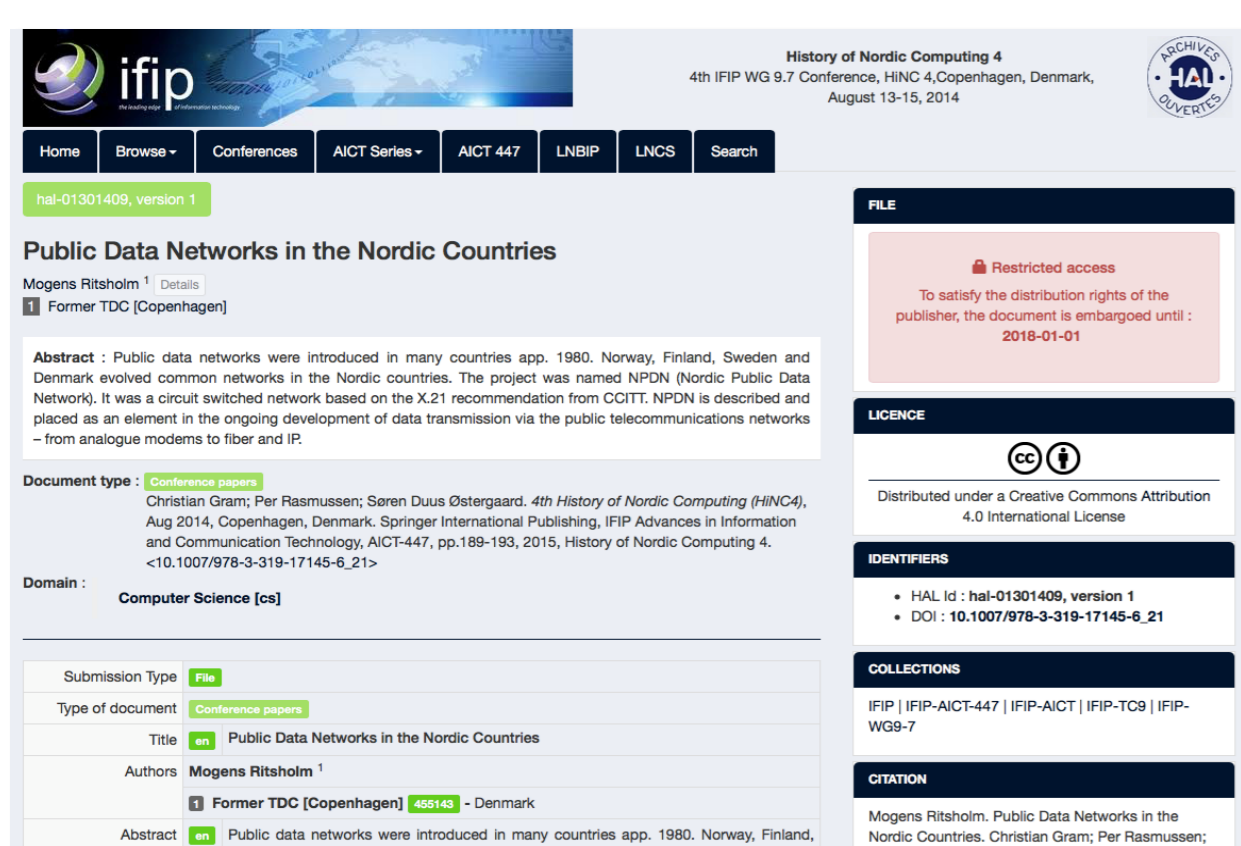 ifip
the leading edge of information technology
History of Nordic Computing 4
4th IFIP WG 9.7 Conference, HiNC 4,Copenhagen, Denmark,
August 13-15, 2014
ARCHIVES
HAL
OUVERTES
Home Browse Conferences AICT Series AICT 447 LNBIP LNCS Search
hal-01301409, version 1
Public Data Networks in the Nordic Countries
Mogens Ritsholm 1 Details
1 Former TDC [Copenhagen]
Abstract : Public data networks were introduced in many countries app. 1980. Norway, Finland, Sweden and
Denmark evolved common networks in the Nordic countries. The project was named NPDN (Nordic Public Data
Network). It was a circuit switched network based on the X.21 recommendation from CCITT. NPDN is described and
placed as an element in the ongoing development of data transmission via the public telecommunications networks
– from analogue modems to fiber and IP.
Document type : Conference papers
Christian Gram; Per Rasmussen; Søren Duus Østergaard. 4th History of Nordic Computing (HiNC4),
Aug 2014, Copenhagen, Denmark. Springer International Publishing, IFIP Advances in Information
and Communication Technology, AICT-447, pp.189-193, 2015, History of Nordic Computing 4.
<10.1007/978-3-319-17145-6_21>
Domain :
Computer Science [cs]
Submission Type File
Type of document Conference papers
Title en Public Data Networks in the Nordic Countries
Authors Mogens Ritsholm 1
1 Former TDC [Copenhagen] 455143 - Denmark
Abstract en Public data networks were introduced in many countries app. 1980. Norway, Finland,
FILE
Restricted access
To satisfy the distribution rights of the
publisher, the document is embargoed until :
2018-01-01
LICENCE
cc
Distributed under a Creative Commons Attribution
4.0 International License
IDENTIFIERS
• HAL Id : hal-01301409, version 1
• DOI : 10.1007/978-3-319-17145-6_21
COLLECTIONS
IFIP | IFIP-AICT-447 | IFIP-AICT | IFIP-TC9 | IFIP-
WG9-7
CITATION
Mogens Ritsholm. Public Data Networks in the
Nordic Countries. Christian Gram; Per Rasmussen;